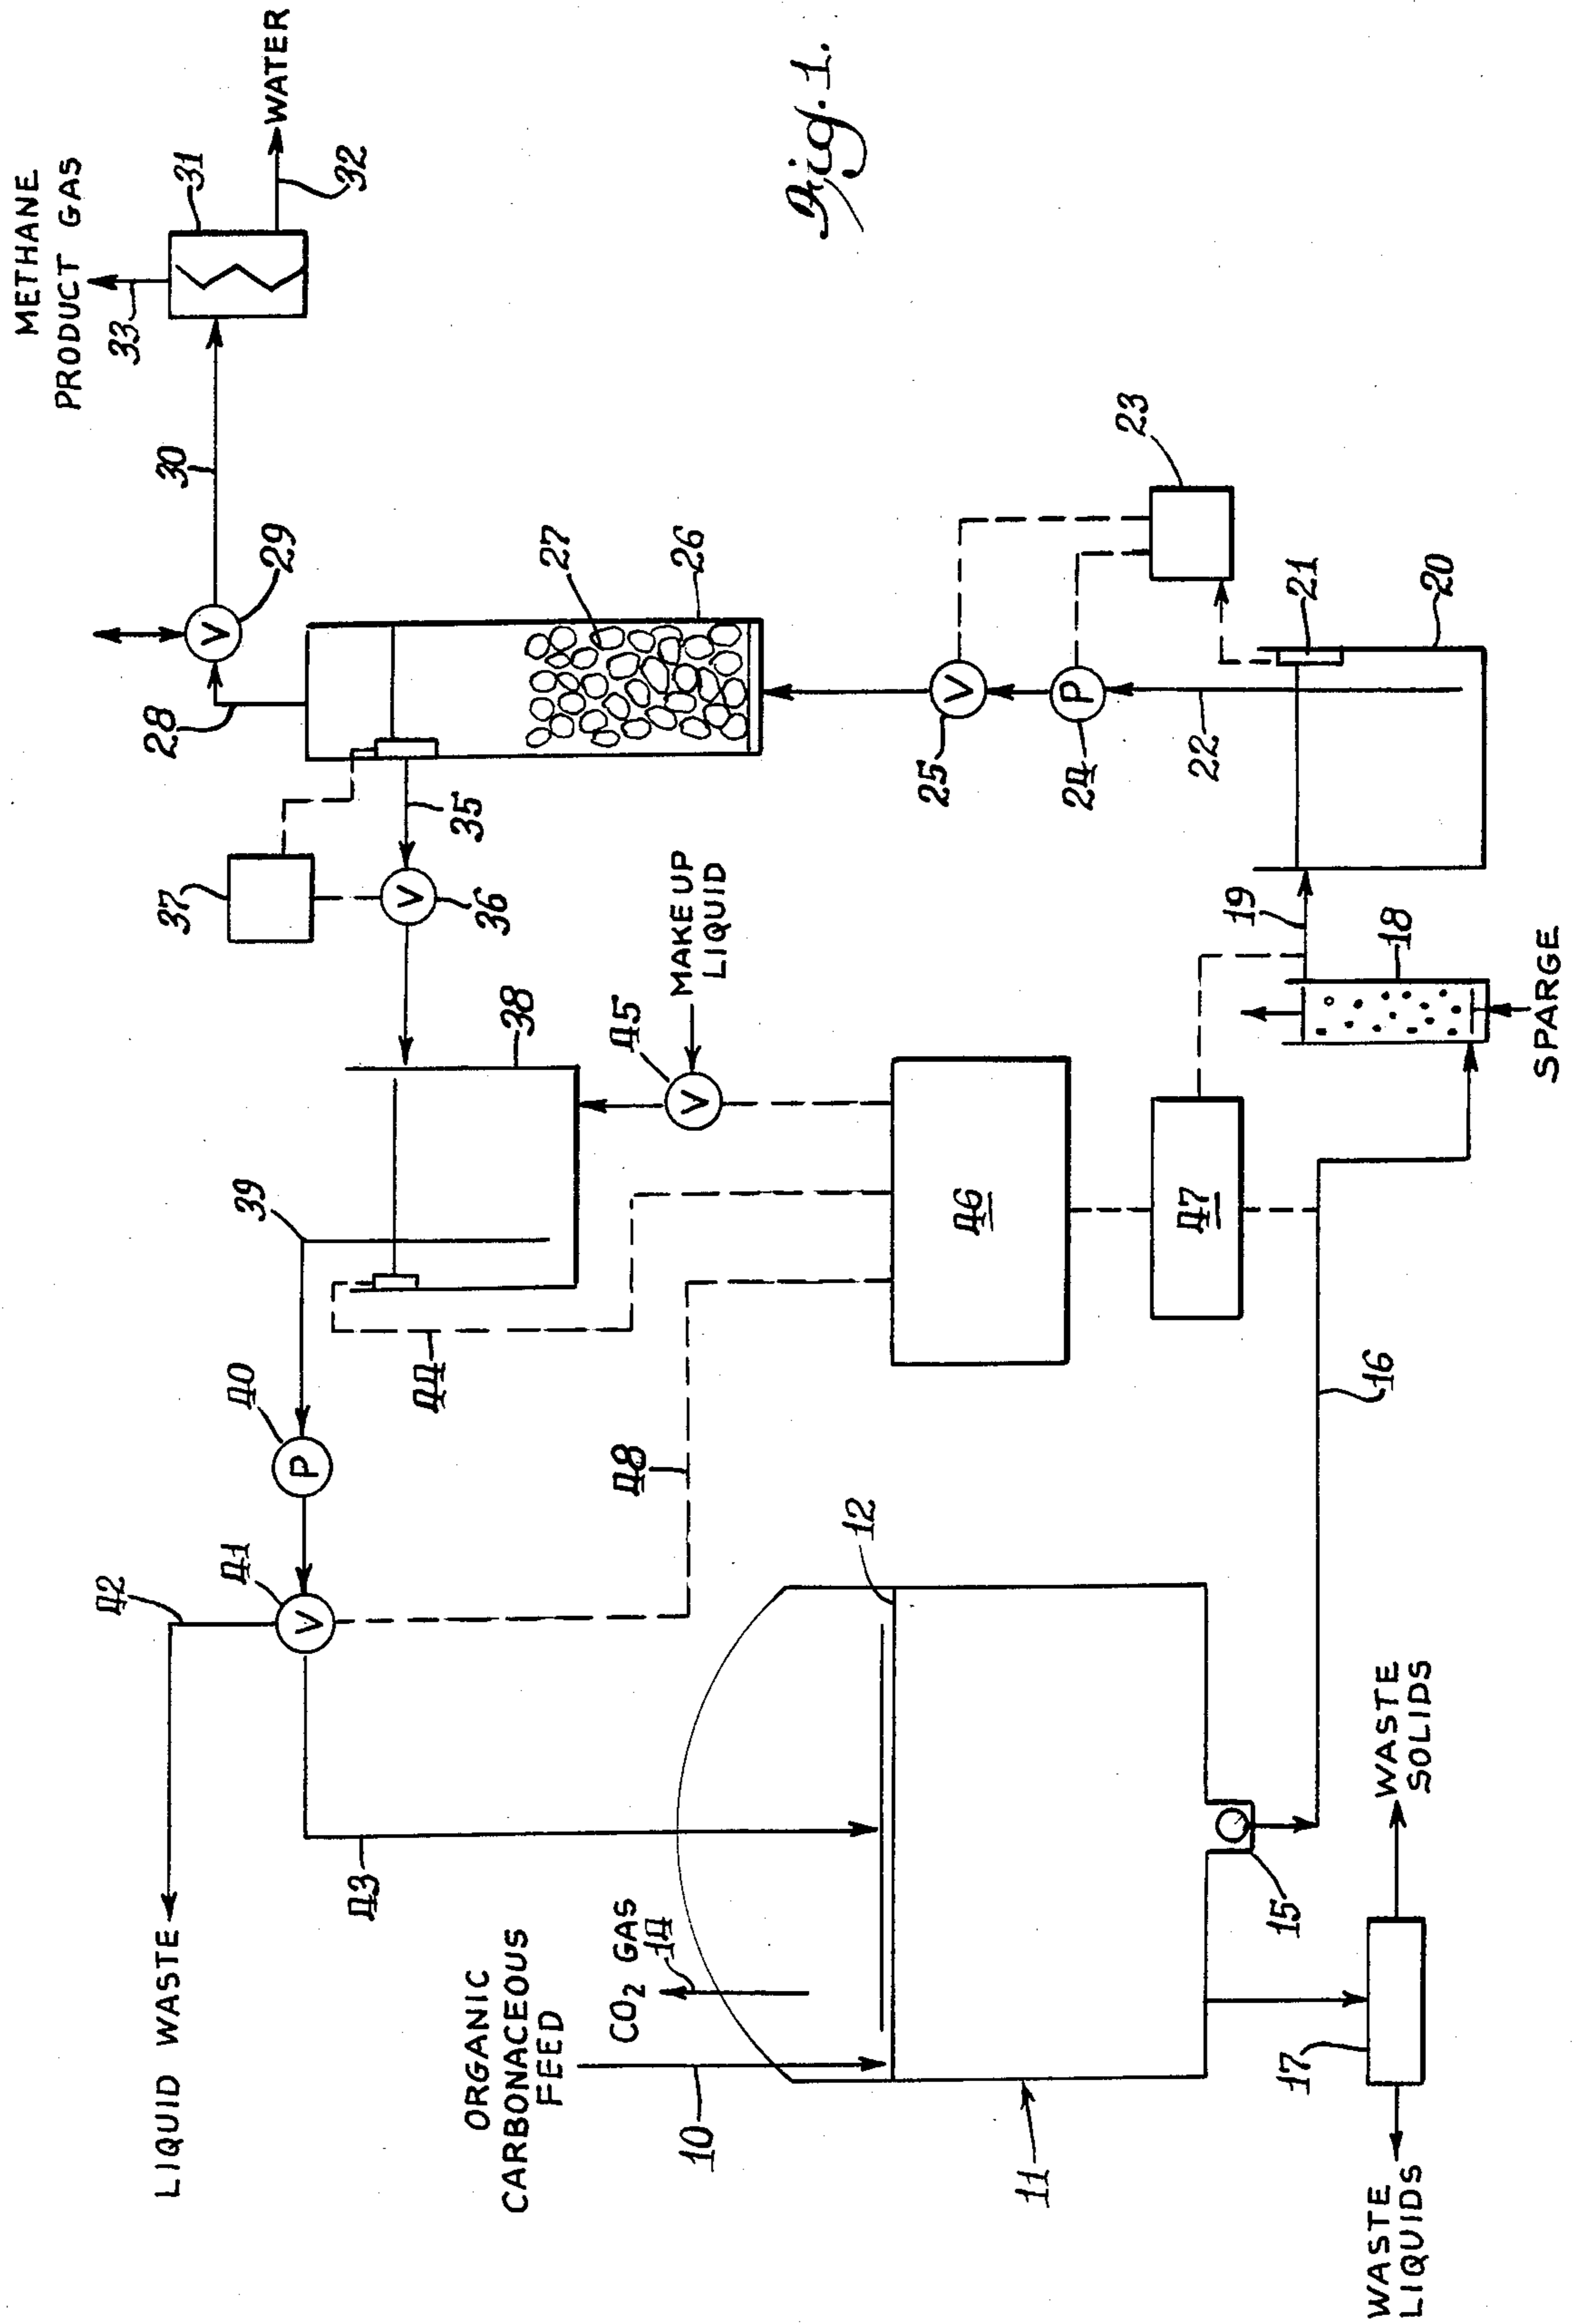 METHANE
PRODUCT GAS
33
31
WATER
32
30
29
28
27
26
Fig. 1.
37
35
36
V
V
25
V
24
P
23
22
21
20
19
18
SPARGE
MAKE UP
LIQUID
45
V
38
39
44
40
P
41
V
42
LIQUID WASTE
43
48
46
47
16
12
CO2 GAS
14
ORGANIC
CARBONACEOUS
FEED
10
11
15
17
WASTE
SOLIDS
WASTE
LIQUIDS